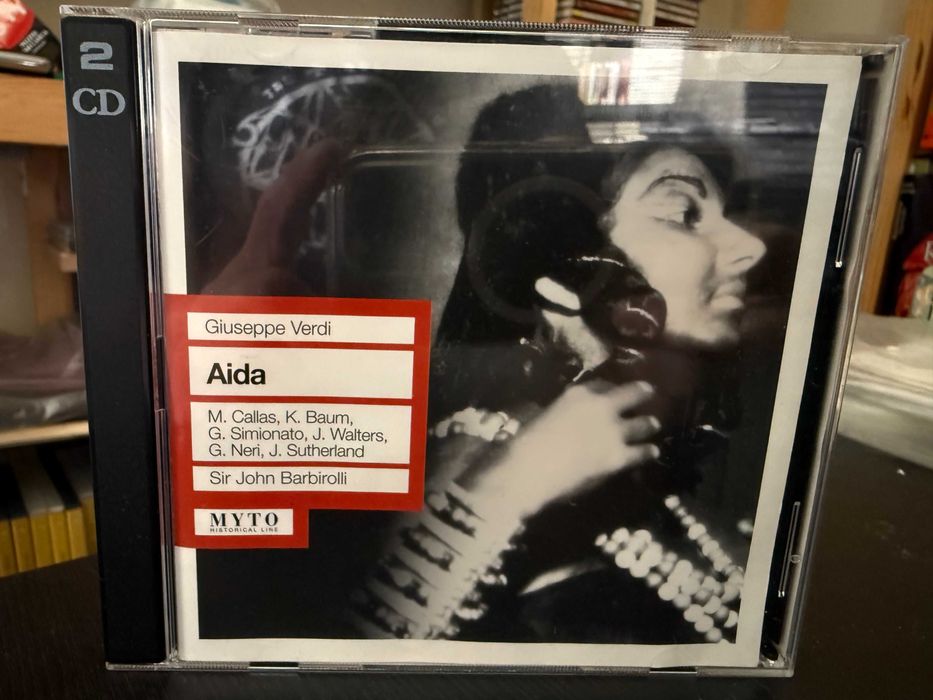 2
CD
Giuseppe Verdi
Aida
M. Callas, K. Baum,
G. Simionato, J. Walters,
G. Neri, J. Sutherland
Sir John Barbirolli
MYTO
HISTORICAL LINE